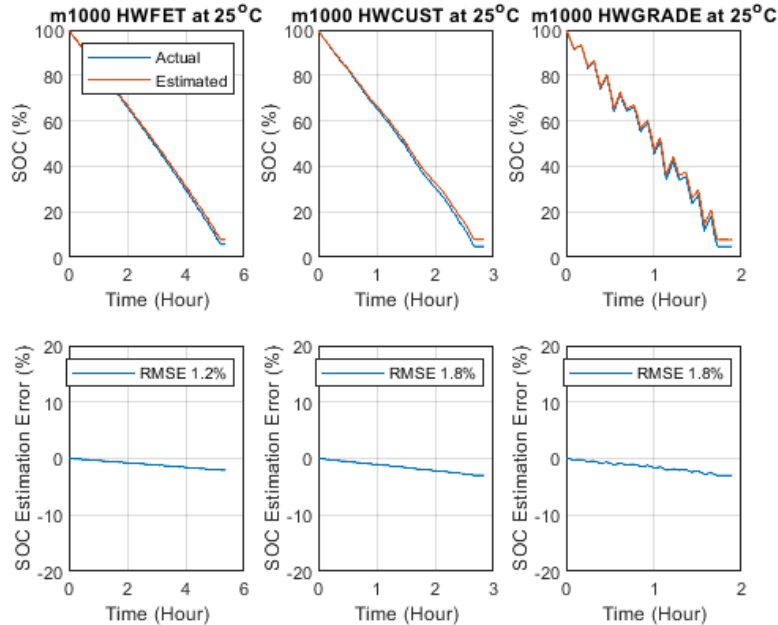 m1000 HWFET at 25°C
100
80
60
40
20
0
SOC (%)
Actual
Estimated
0 2 4 6
Time (Hour)
m1000 HWCUST at 25°C
100
80
60
40
20
0
SOC (%)
0 1 2 3
Time (Hour)
m1000 HWGRADE at 25°C
100
80
60
40
20
0
SOC (%)
0 1 2
Time (Hour)
20
10
0
-10
-20
SOC Estimation Error (%)
RMSE 1.2%
0 2 4 6
Time (Hour)
20
10
0
-10
-20
SOC Estimation Error (%)
RMSE 1.8%
0 1 2 3
Time (Hour)
20
10
0
-10
-20
SOC Estimation Error (%)
RMSE 1.8%
0 1 2
Time (Hour)